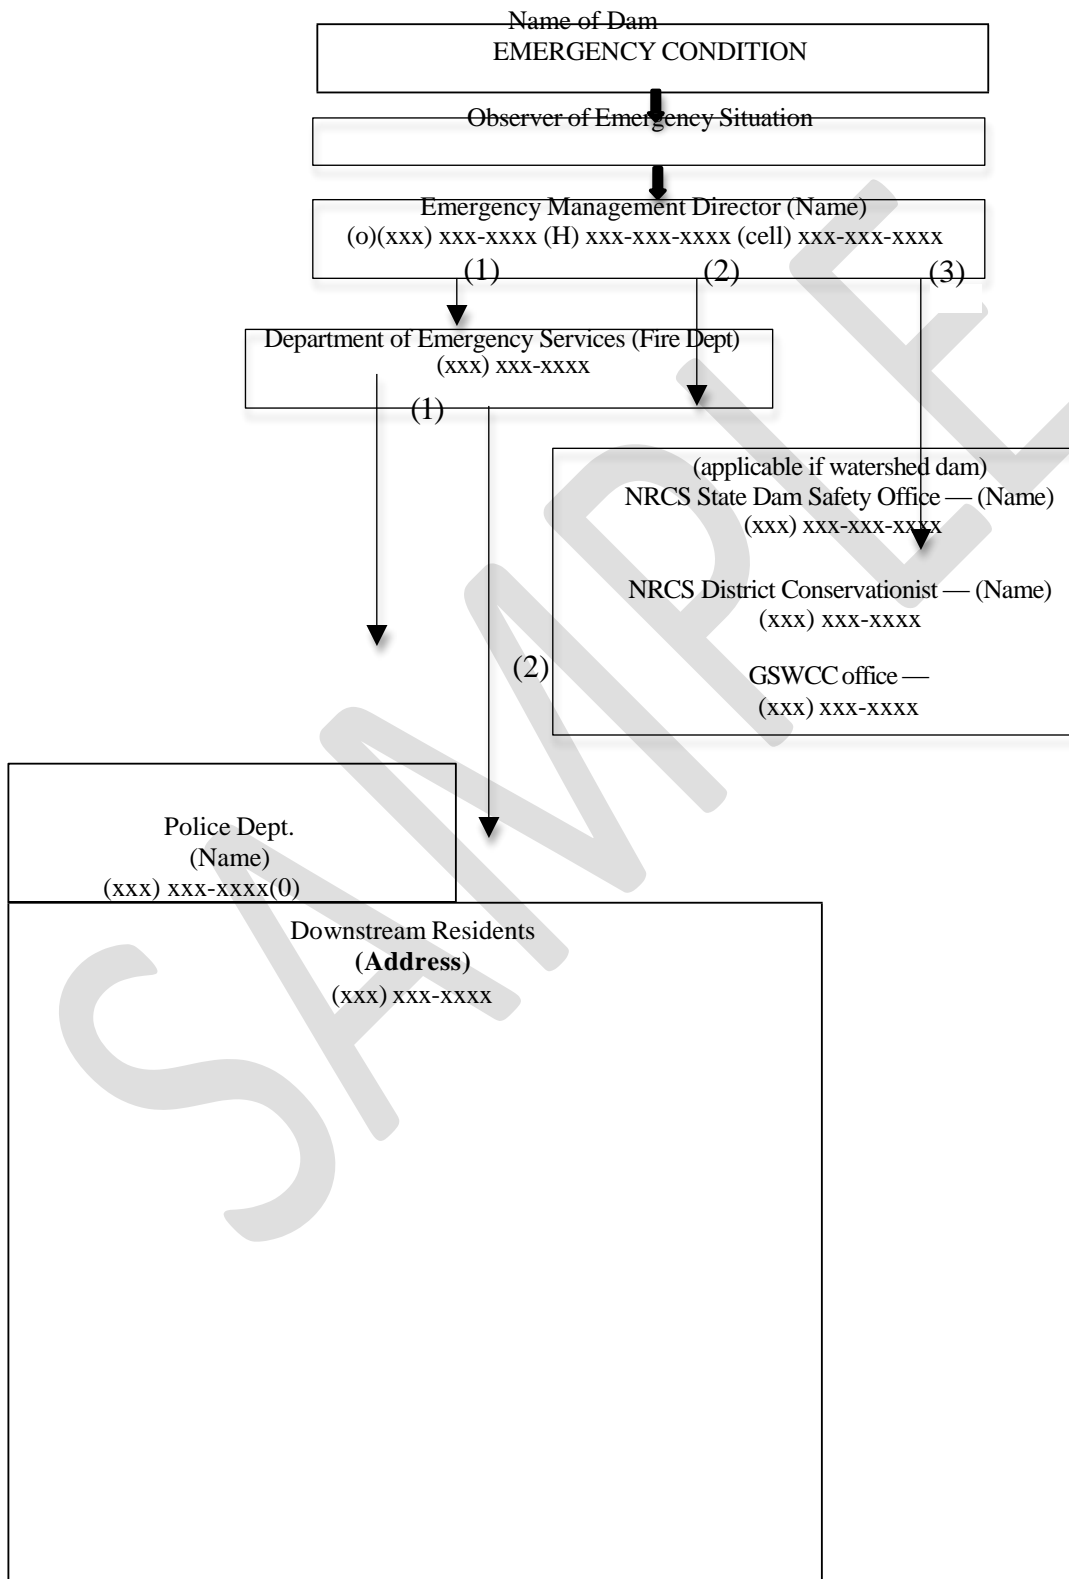 Name of Dam
EMERGENCY CONDITION
Observer of Emergency Situation
Emergency Management Director (Name)
(o)(xxx) xxx-xxxx (H) xxx-xxx-xxxx (cell) xxx-xxx-xxxx
(1)
(2)
(3)
Department of Emergency Services (Fire Dept)
(xxx) xxx-xxxx
(1)
(applicable if watershed dam)
NRCS State Dam Safety Office — (Name)
(xxx) xxx-xxx-xxxx
NRCS District Conservationist — (Name)
(xxx) xxx-xxxx
(2)
GSWCC office —
(xxx) xxx-xxxx
Police Dept.
(Name)
(xxx) xxx-xxxx(0)
Downstream Residents
(Address)
(xxx) xxx-xxxx
SAMPLE